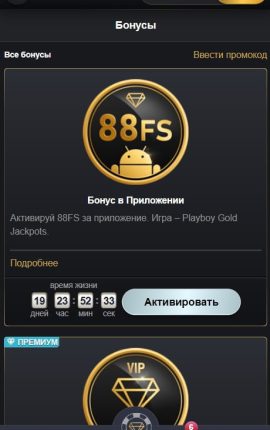 Бонусы
Все бонусы
Ввести промокод
88FS
Бонус в Приложении
Активируй 88FS за приложение. Игра – Playboy Gold
Jackpots.
Подробнее
время жизни
19 23 52 33
дней час мин сек
Активировать
ПРЕМИУМ
VIP
6